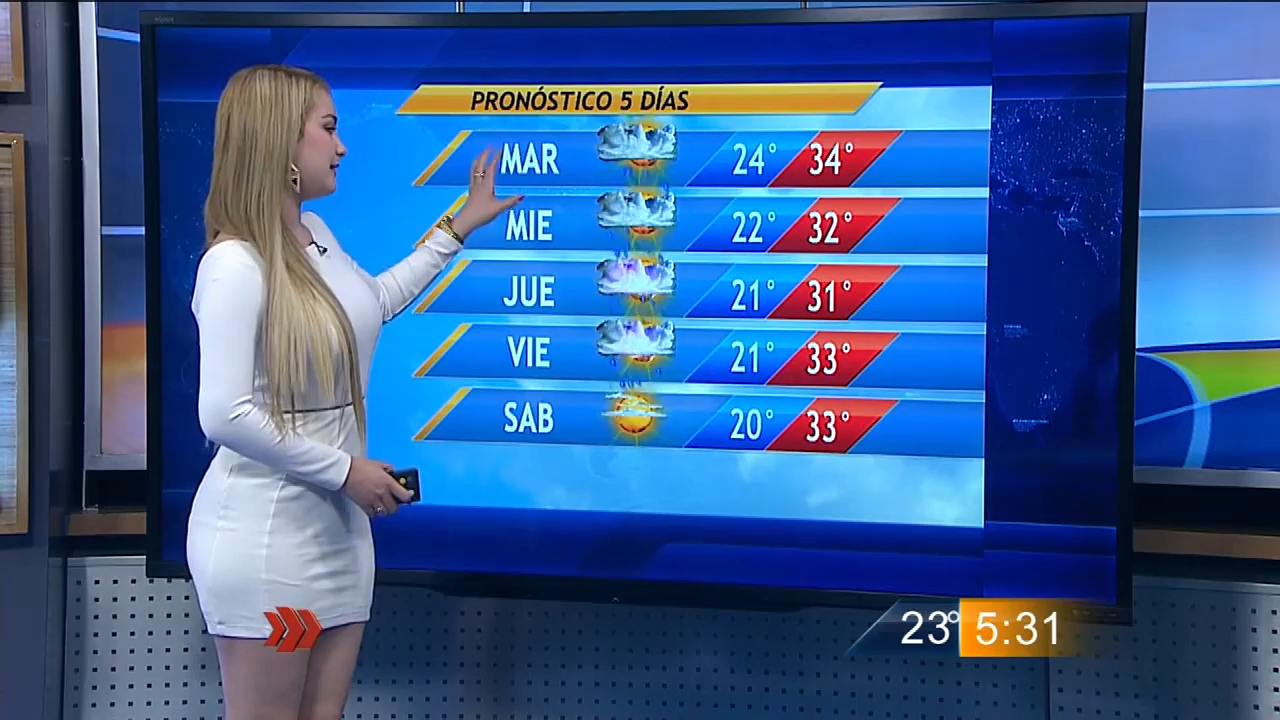 PRONÓSTICO 5 DÍAS
MAR 24° 34°
MIE 22° 32°
JUE 21° 31°
VIE 21° 33°
SAB 20° 33°
23° 5:31